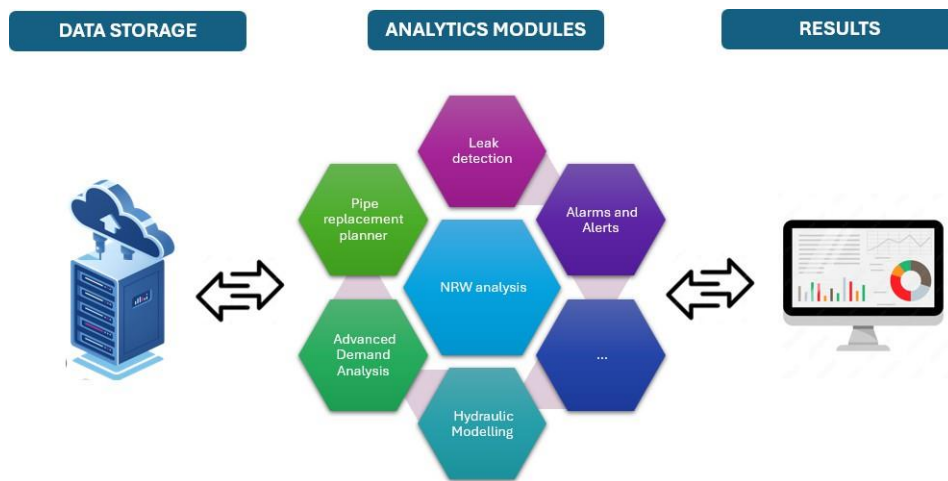 DATA STORAGE
ANALYTICS MODULES
RESULTS
Leak
detection
Pipe
replacement
planner
Alarms and
Alerts
NRW analysis
Advanced
Demand
Analysis
...
Hydraulic
Modelling